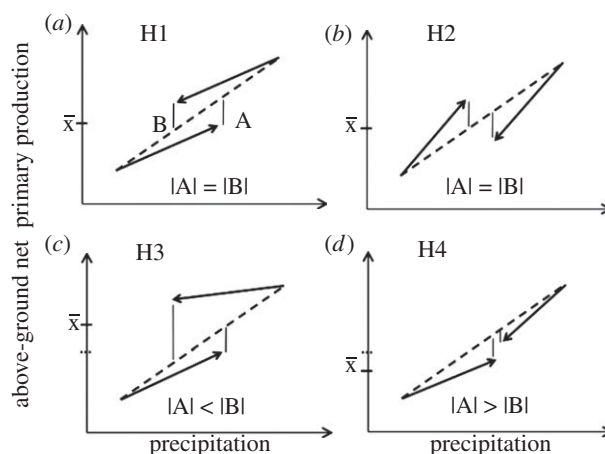 (a) H1
x̄
B A
|A| = |B|
(b) H2
x̄
|A| = |B|
(c) H3
x̄
|A| < |B|
precipitation
(d) H4
x̄
|A| > |B|
precipitation
above-ground net primary production